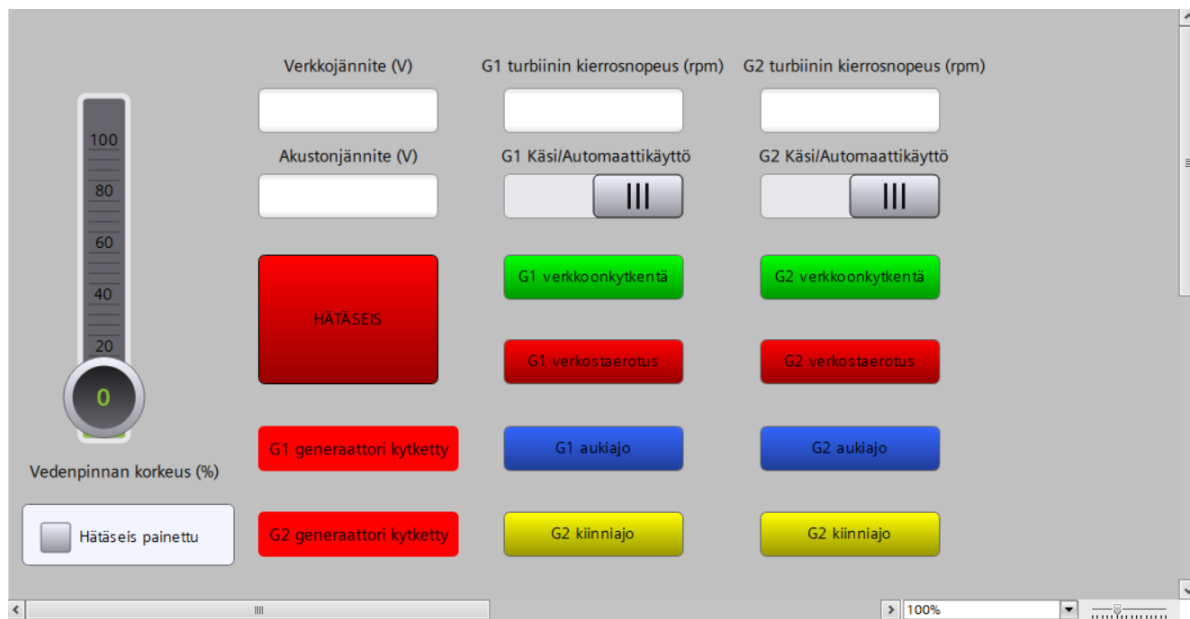 Verkkojännite (V)
G1 turbiinin kierrosnopeus (rpm)
G2 turbiinin kierrosnopeus (rpm)
100
80
60
40
20
0
Vedenpinnan korkeus (%)
Hätäseis painettu
Akustonjännite (V)
G1 Käsi/Automaattikäyttö
G2 Käsi/Automaattikäyttö
HÄTÄSEIS
G1 verkkoonkytkentä
G2 verkkoonkytkentä
G1 verkostaerotus
G2 verkostaerotus
G1 generaattori kytketty
G1 aukiajo
G2 aukiajo
G2 generaattori kytketty
G2 kiinniajo
G2 kiinniajo
100%